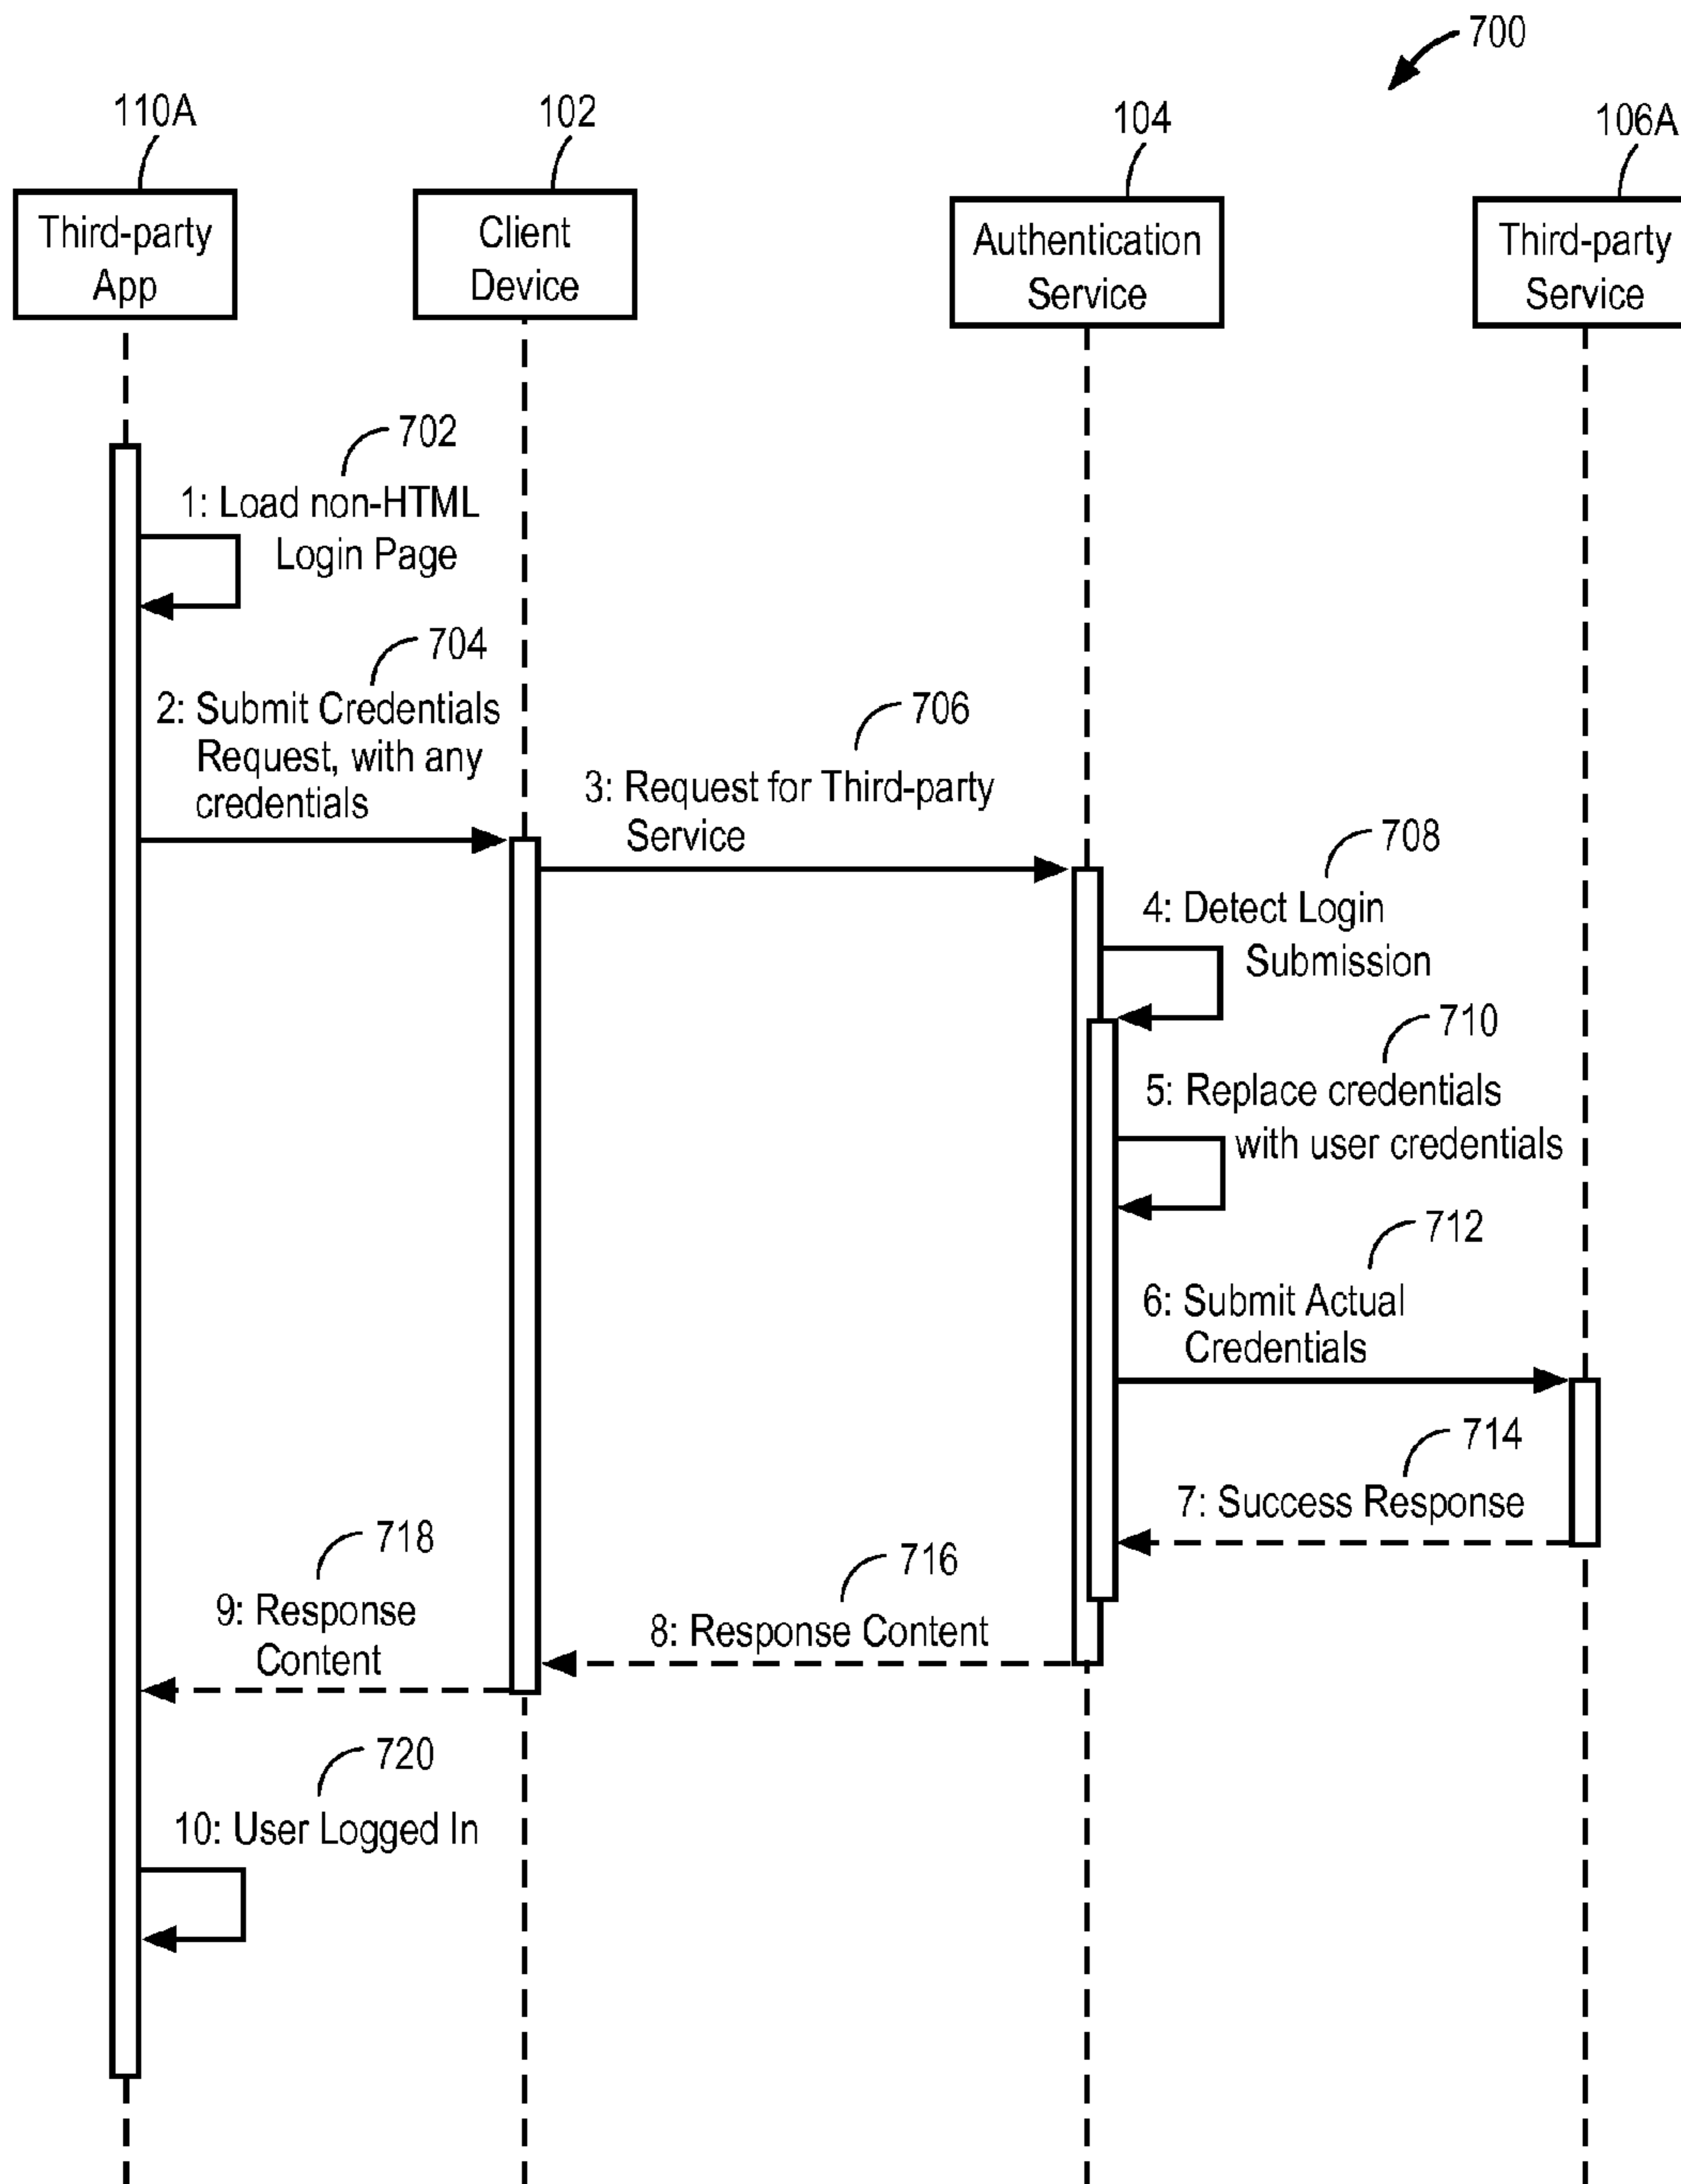 700
110A
102
104
106A
Third-party
App
Client
Device
Authentication
Service
Third-party
Service
702
1: Load non-HTML
Login Page
704
2: Submit Credentials
Request, with any
credentials
706
3: Request for Third-party
Service
708
4: Detect Login
Submission
710
5: Replace credentials
with user credentials
712
6: Submit Actual
Credentials
714
7: Success Response
716
8: Response Content
718
9: Response
Content
720
10: User Logged In